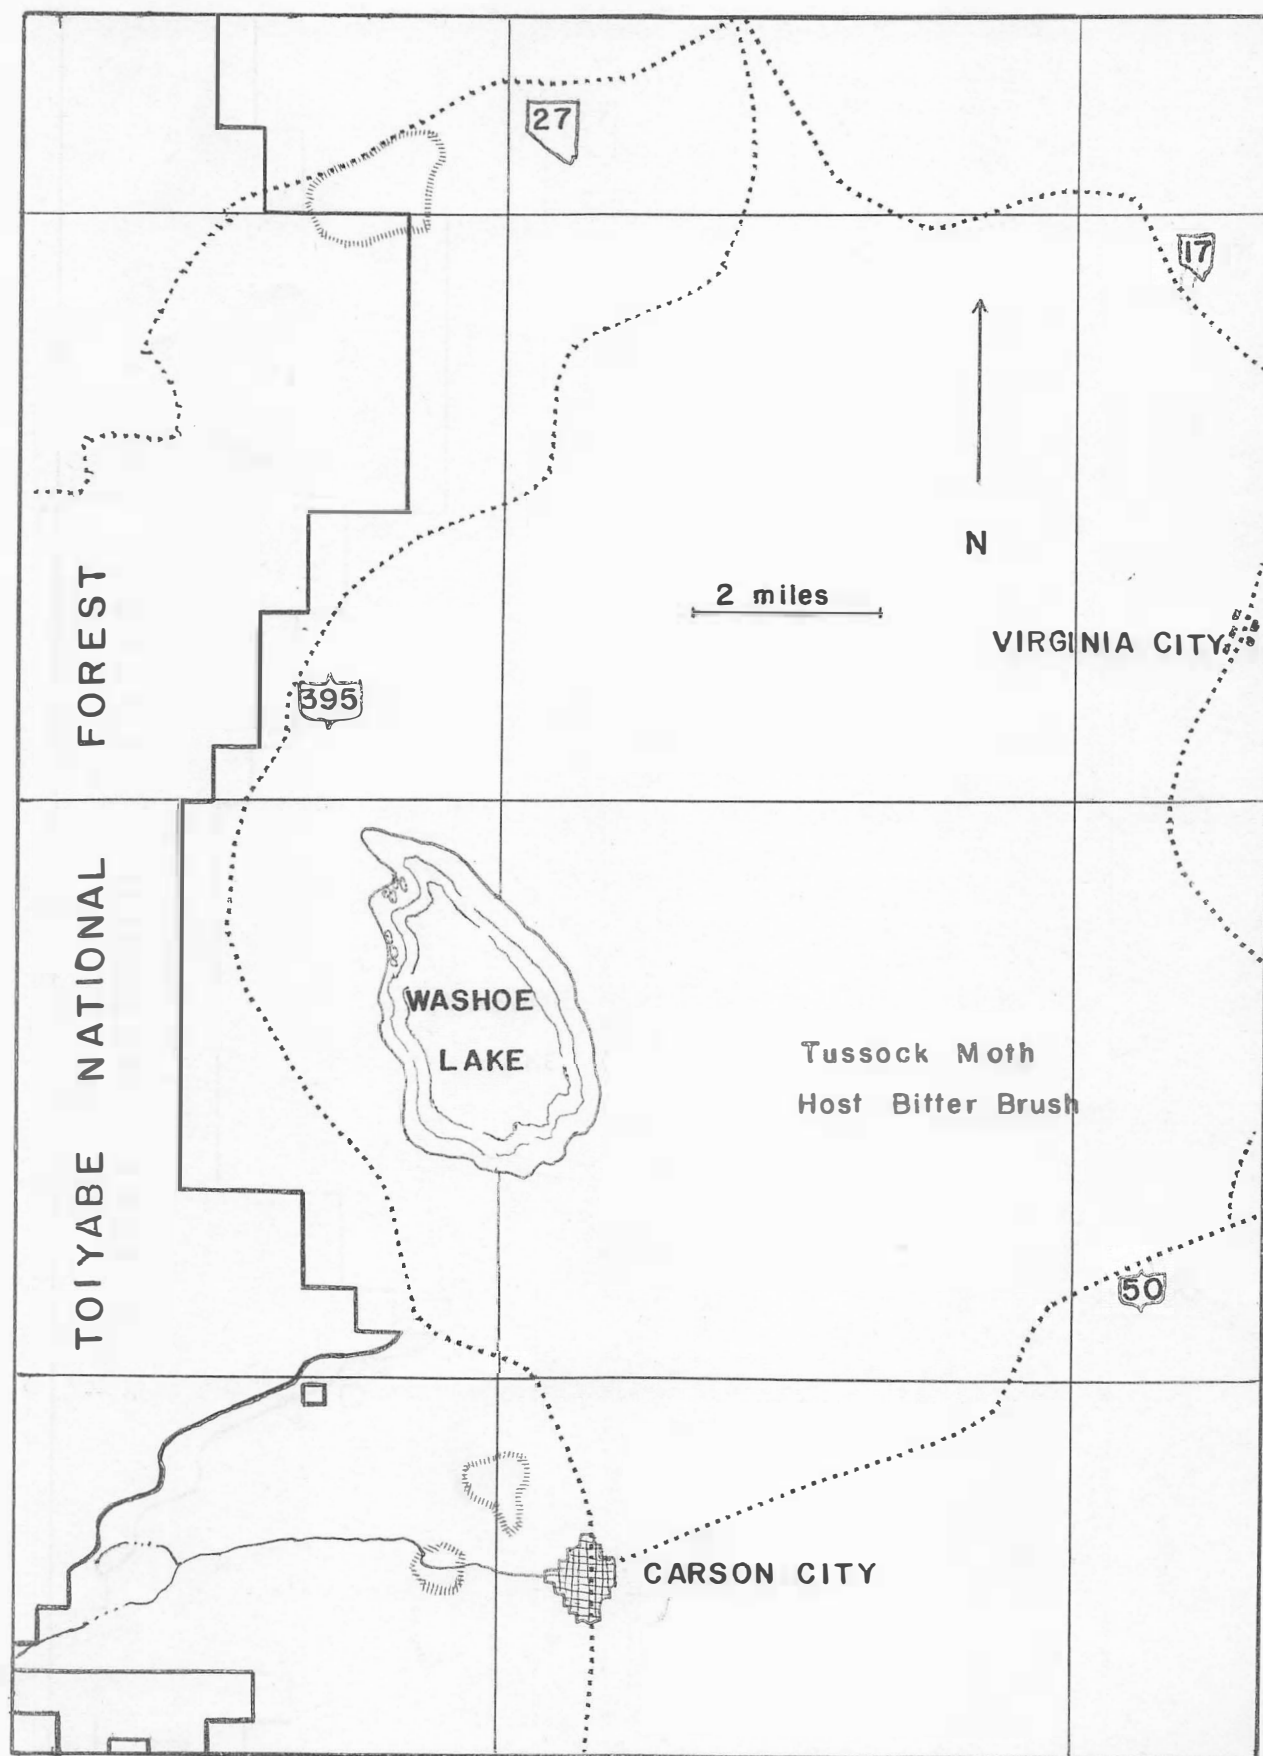 27
17
N
2 miles
VIRGINIA CITY
395
TOIYABE NATIONAL FOREST
WASHOE
LAKE
Tussock Moth
Host Bitter Brush
50
CARSON CITY